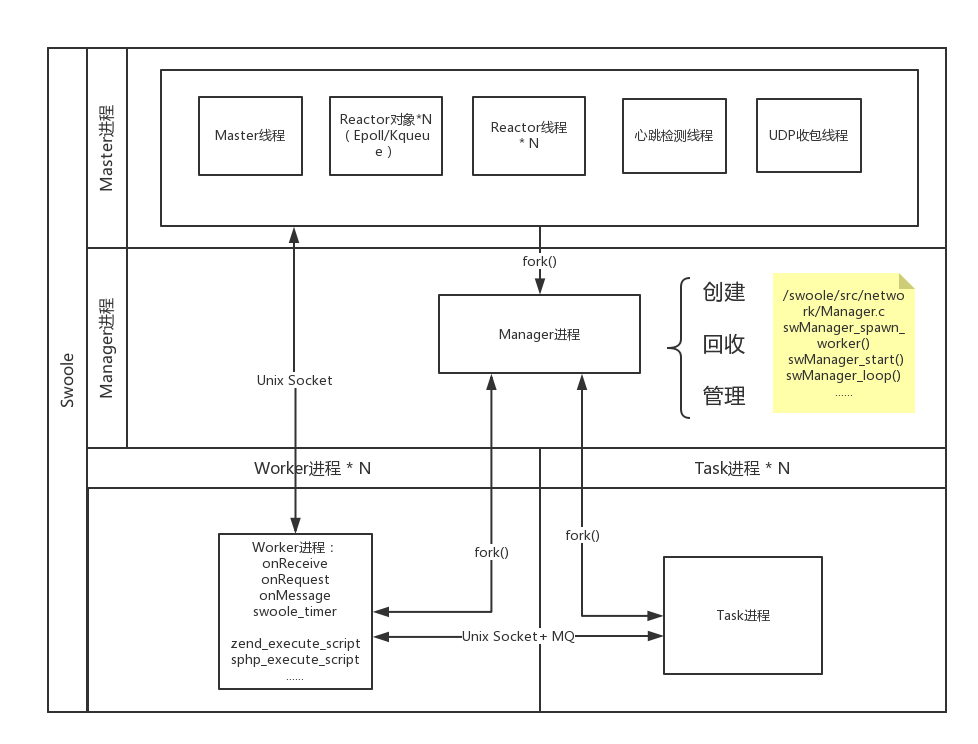 Swoole
Master进程
Master线程
Reactor对象*N
（Epoll/Kqueu
e）
Reactor线程
* N
心跳检测线程
UDP收包线程
fork()
Manager进程
Manager进程
创建
回收
管理
/swoole/src/netwo
rk/Manager.c
swManager_spawn_
worker()
swManager_start()
swManager_loop()
......
Unix Socket
Worker进程 * N
Task进程 * N
fork()
fork()
Worker进程：
onReceive
onRequest
onMessage
swoole_timer
zend_execute_script
sphp_execute_script
......
Unix Socket+ MQ
Task进程